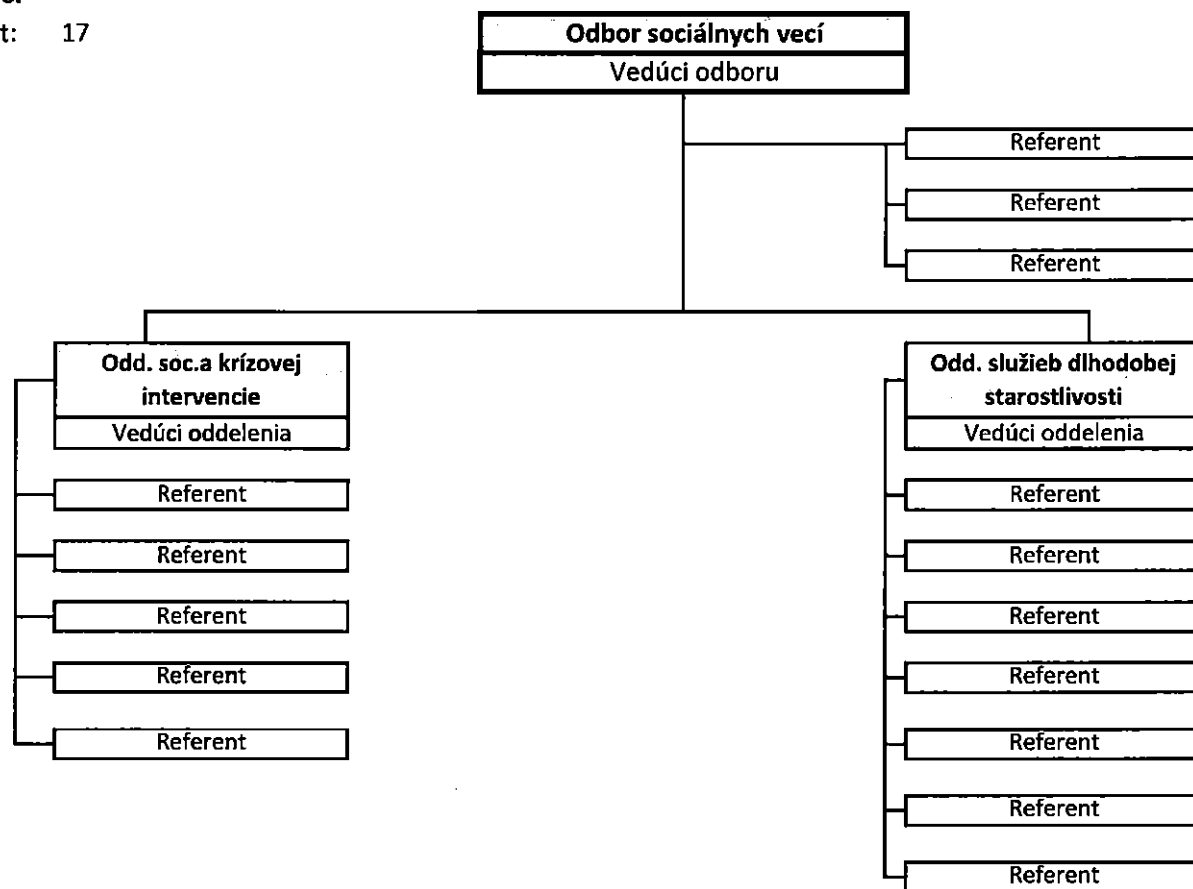 t: 17
Odbor sociálnych vecí
Vedúci odboru
Referent
Referent
Referent
Odd. soc.a krízovej
intervencie
Vedúci oddelenia
Referent
Referent
Referent
Referent
Referent
Odd. služieb dlhodobej
starostlivosti
Vedúci oddelenia
Referent
Referent
Referent
Referent
Referent
Referent
Referent